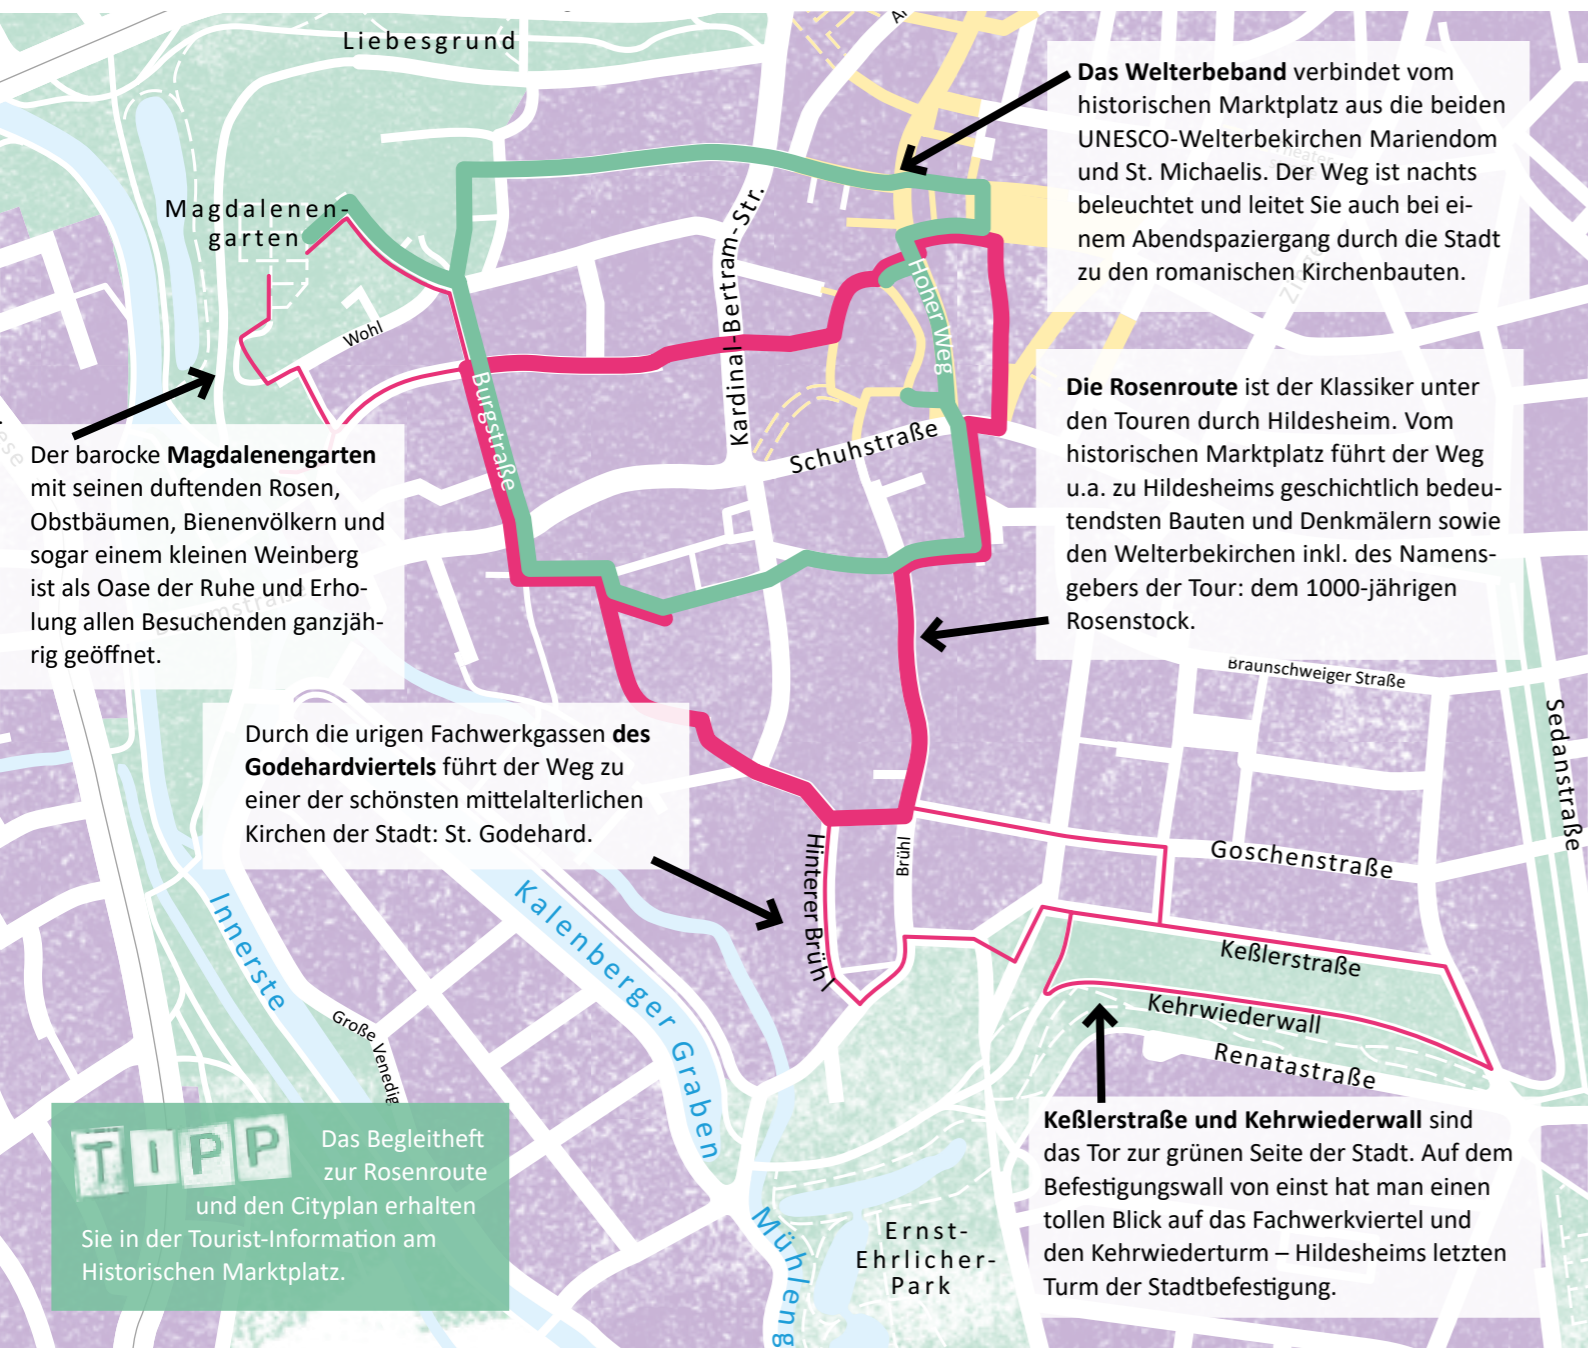 Liebesgrund
Das Welterbeband verbindet vom
historischen Marktplatz aus die beiden
UNESCO-Welterbekirchen Mariendom
und St. Michaelis. Der Weg ist nachts
beleuchtet und leitet Sie auch bei ei-
nem Abendspaziergang durch die Stadt
zu den romanischen Kirchenbauten.
Magdalenen-
garten
Kardinal-Bertram-Str.
Hoher Weg
Wohl
Burgstraße
Schuhstraße
Die Rosenroute ist der Klassiker unter
den Touren durch Hildesheim. Vom
historischen Marktplatz führt der Weg
u.a. zu Hildesheims geschichtlich bedeu-
tendsten Bauten und Denkmälern sowie
den Welterbekirchen inkl. des Namens-
gebers der Tour: dem 1000-jährigen
Rosenstock.
Der barocke Magdalenengarten
mit seinen duftenden Rosen,
Obstbäumen, Bienenvölkern und
sogar einem kleinen Weinberg
ist als Oase der Ruhe und Erho-
lung allen Besuchenden ganzjäh-
rig geöffnet.
Braunschweiger Straße
Sedanstraße
Durch die urigen Fachwerkgassen des
Godehardviertels führt der Weg zu
einer der schönsten mittelalterlichen
Kirchen der Stadt: St. Godehard.
Hinterer Brühl
Brühl
Goschenstraße
Innerste
Kalenberger Graben
Keßlerstraße
Kehrwiederwall
Renatastraße
Große Venedig
Keßlerstraße und Kehrwiederwall sind
das Tor zur grünen Seite der Stadt. Auf dem
Befestigungswall von einst hat man einen
tollen Blick auf das Fachwerkviertel und
den Kehrwiederturm – Hildesheims letzten
Turm der Stadtbefestigung.
TIPP
Das Begleitheft
zur Rosenroute
und den Cityplan erhalten
Sie in der Tourist-Information am
Historischen Marktplatz.
Mühleng
Ernst-
Ehrlicher-
Park